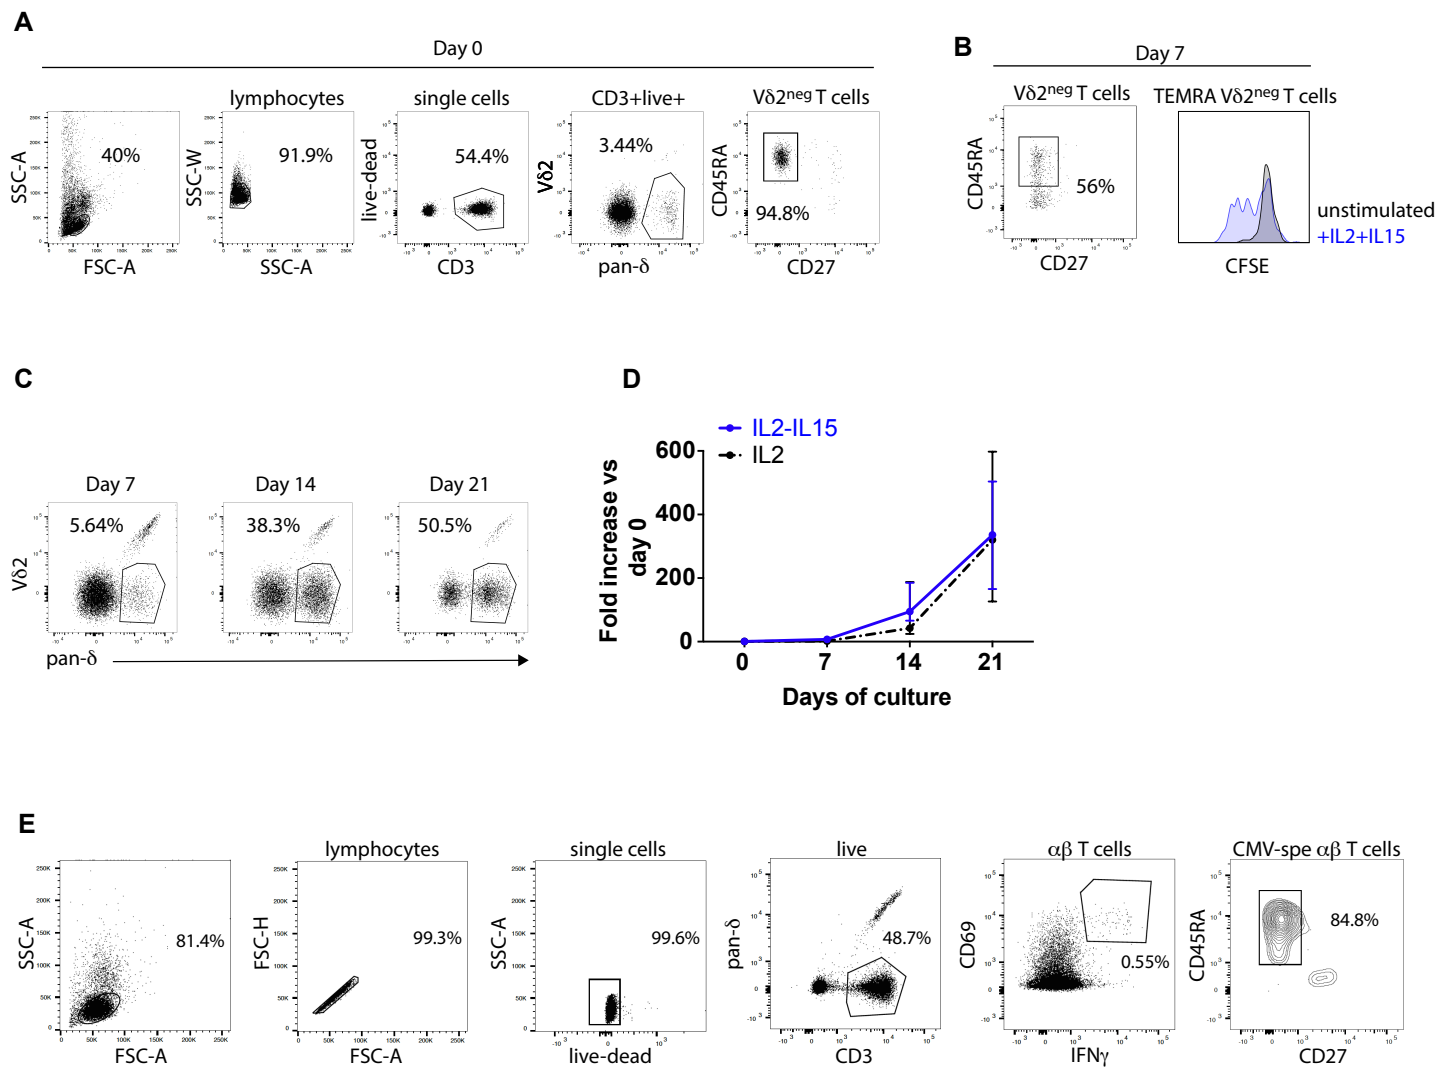 A
Day 0
lymphocytes
single cells
CD3+live+
Vδ2neg T cells
SSC-A
40%
FSC-A
SSC-W
91.9%
SSC-A
live-dead
54.4%
CD3
Vδ2
3.44%
pan-δ
CD45RA
94.8%
CD27
B
Day 7
Vδ2neg T cells
TEMRA Vδ2neg T cells
CD45RA
56%
CD27
CFSE
unstimulated
+IL2+IL15
C
Day 7
Day 14
Day 21
5.64%
38.3%
50.5%
Vδ2
pan-δ
D
IL2-IL15
IL2
Fold increase vs
day 0
600
400
200
0
0 7 14 21
Days of culture
E
lymphocytes
single cells
live
αβ T cells
CMV-spe αβ T cells
SSC-A
81.4%
FSC-A
FSC-H
99.3%
FSC-A
SSC-A
99.6%
live-dead
pan-δ
48.7%
CD3
CD69
0.55%
IFNγ
CD45RA
84.8%
CD27